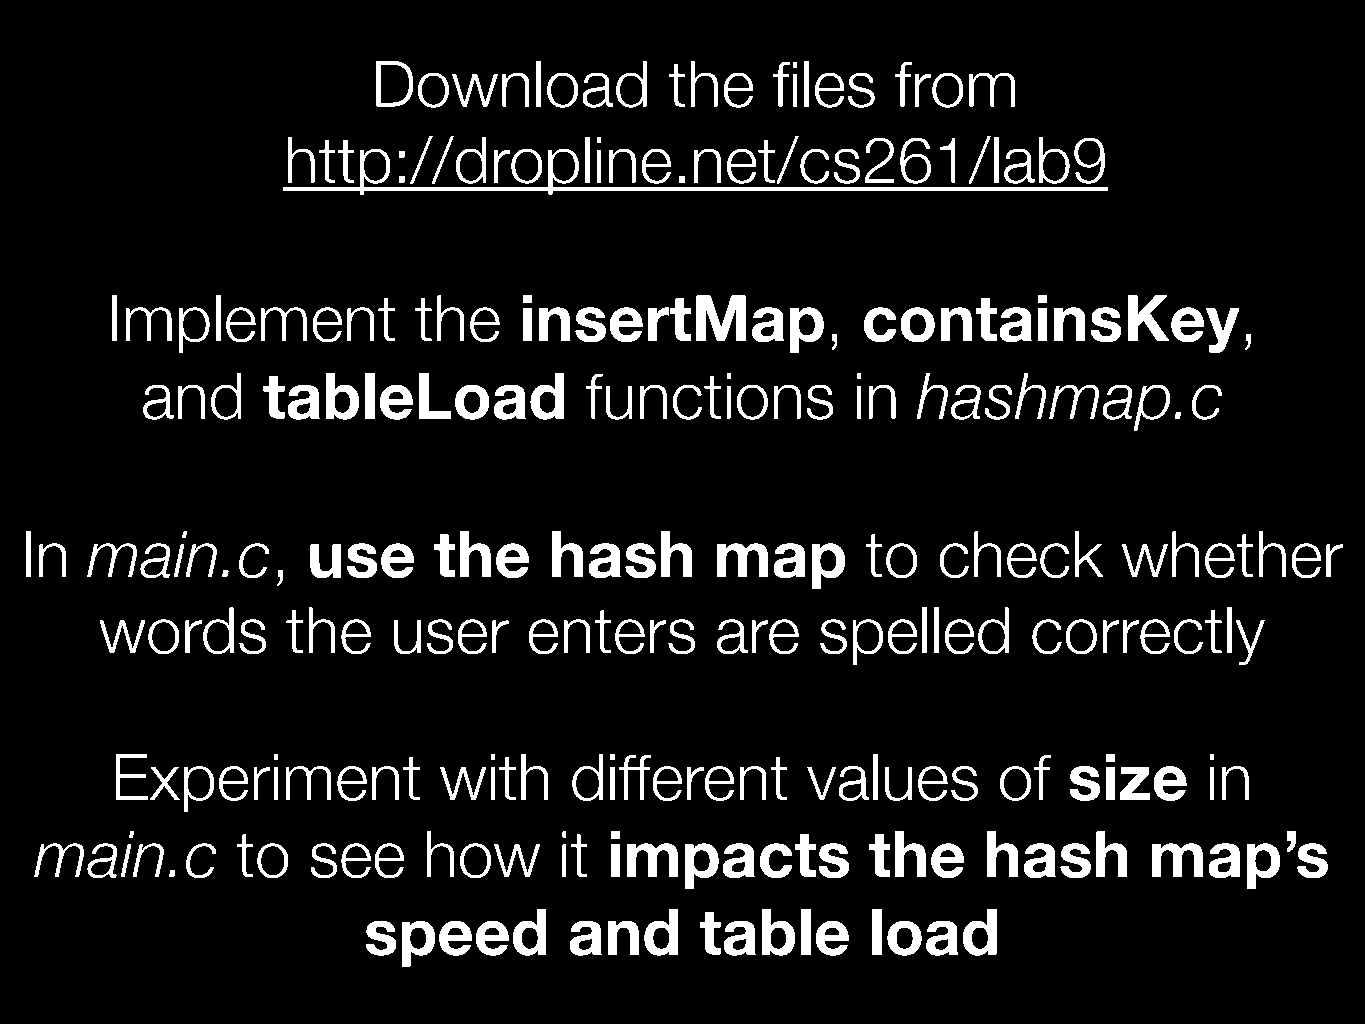 Download the files from
http://dropline.net/cs261/lab9
Implement the insertMap, containsKey,
and tableLoad functions in hashmap.c
In main.c, use the hash map to check whether
words the user enters are spelled correctly
Experiment with different values of size in
main.c to see how it impacts the hash map’s
speed and table load